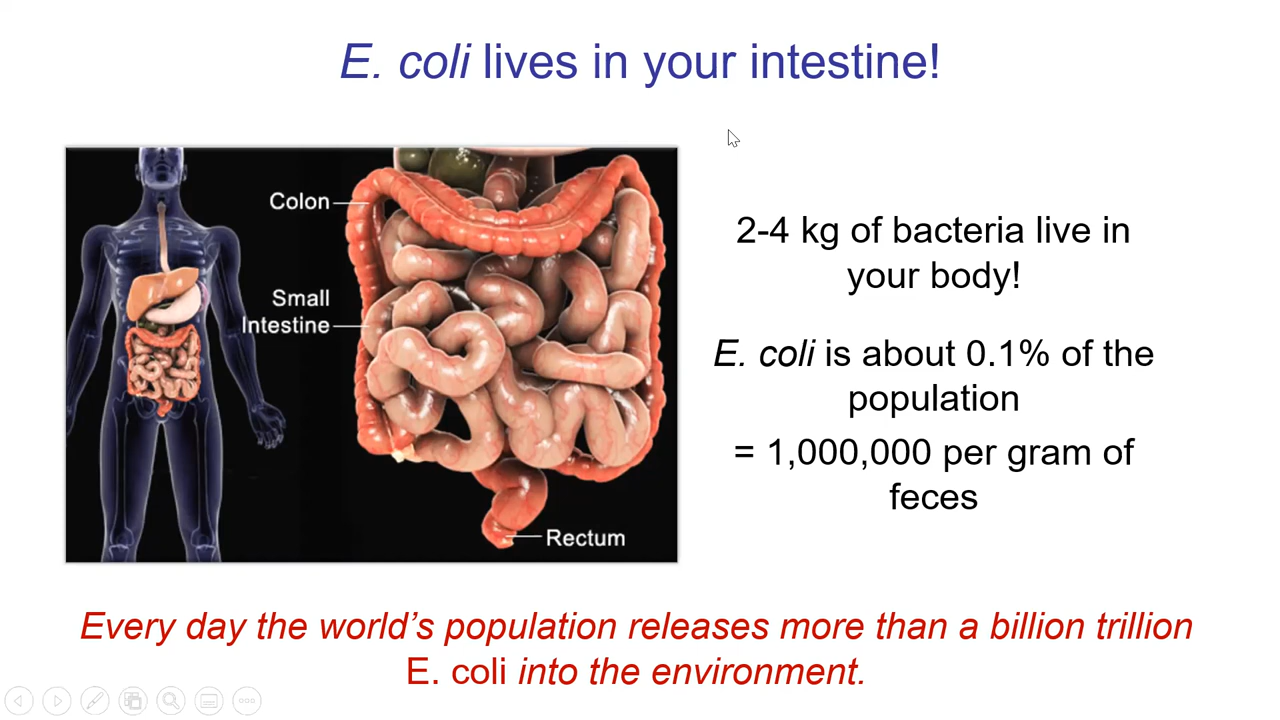 E. coli lives in your intestine!
Colon
Small
Intestine
Rectum
2-4 kg of bacteria live in
your body!
E. coli is about 0.1% of the
population
= 1,000,000 per gram of
feces
Every day the world’s population releases more than a billion trillion
E. coli into the environment.